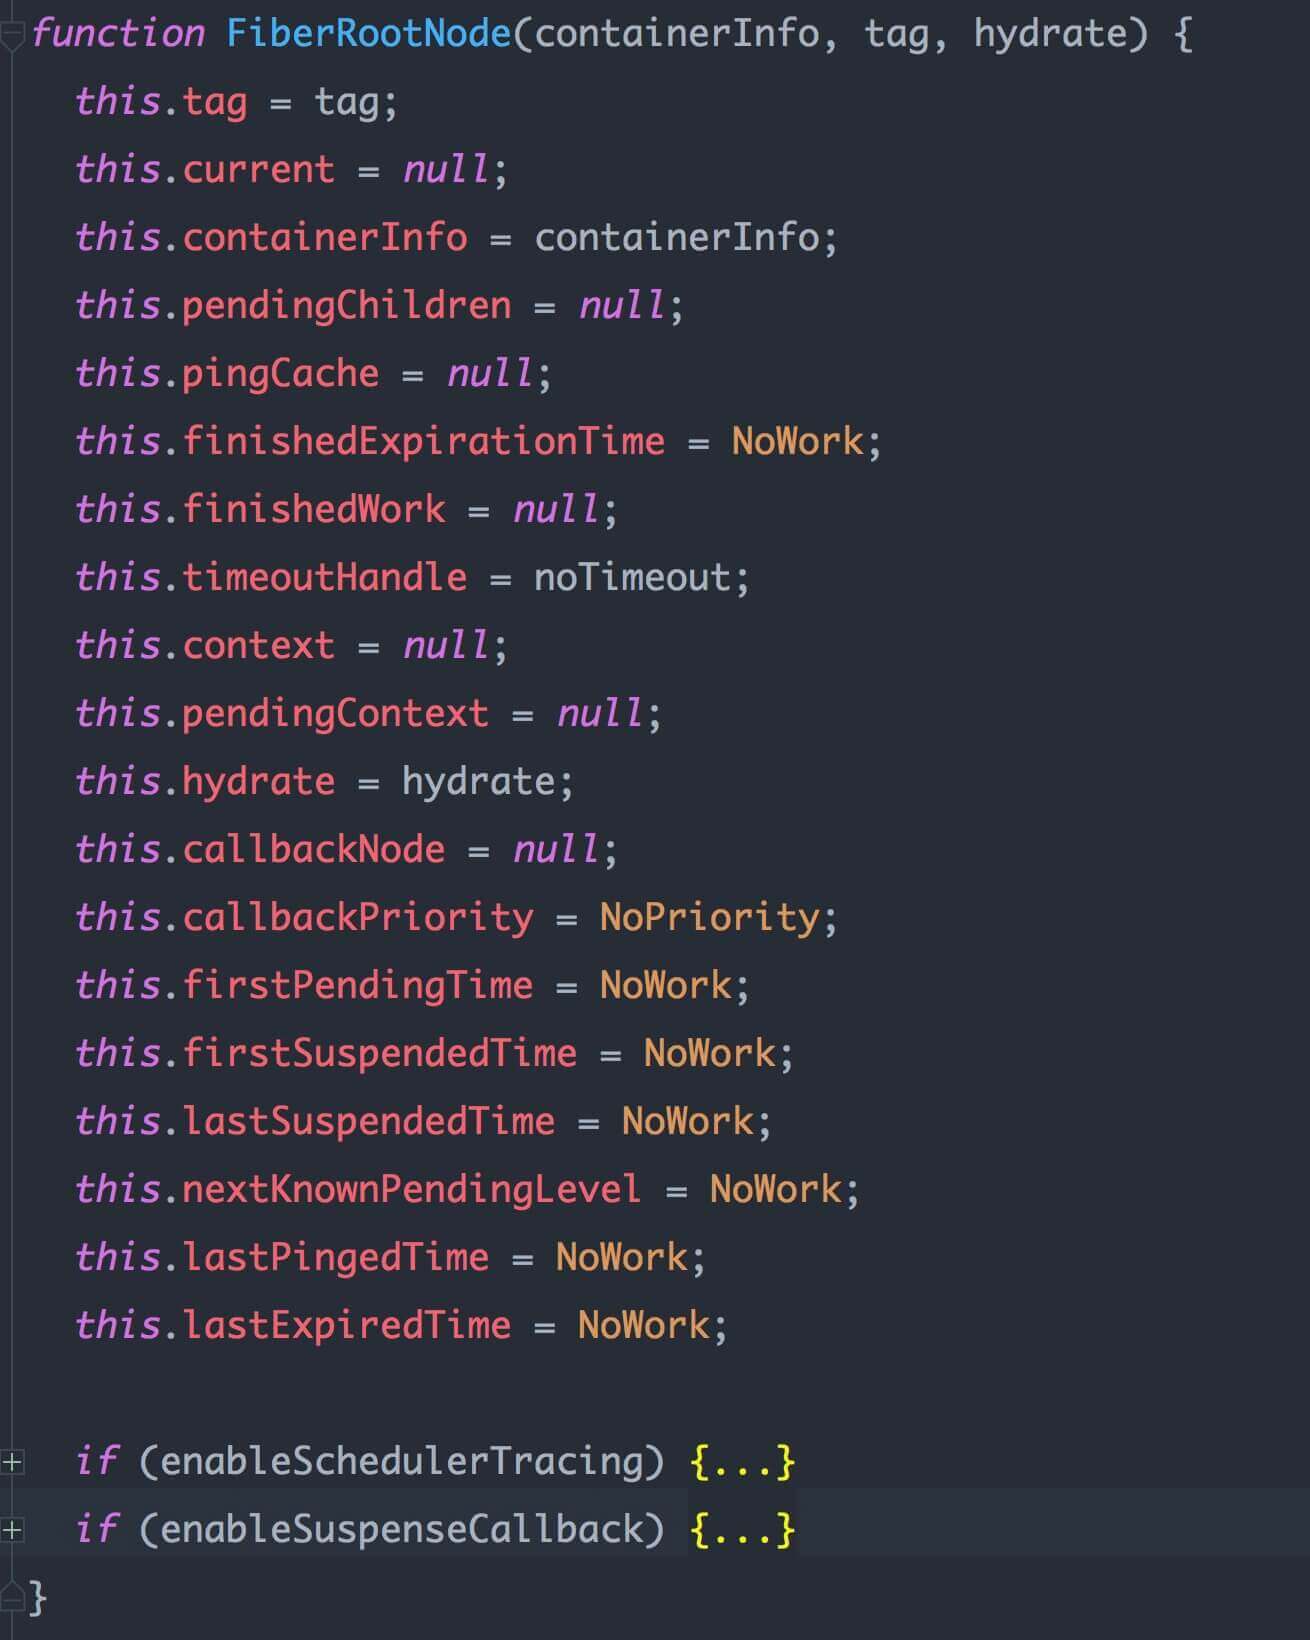 function FiberRootNode(containerInfo, tag, hydrate) {
this.tag = tag;
this.current = null;
this.containerInfo = containerInfo;
this.pendingChildren = null;
this.pingCache = null;
this.finishedExpirationTime = NoWork;
this.finishedWork = null;
this.timeoutHandle = noTimeout;
this.context = null;
this.pendingContext = null;
this.hydrate = hydrate;
this.callbackNode = null;
this.callbackPriority = NoPriority;
this.firstPendingTime = NoWork;
this.firstSuspendedTime = NoWork;
this.lastSuspendedTime = NoWork;
this.nextKnownPendingLevel = NoWork;
this.lastPingedTime = NoWork;
this.lastExpiredTime = NoWork;
if (enableSchedulerTracing) {...}
if (enableSuspenseCallback) {...}
}